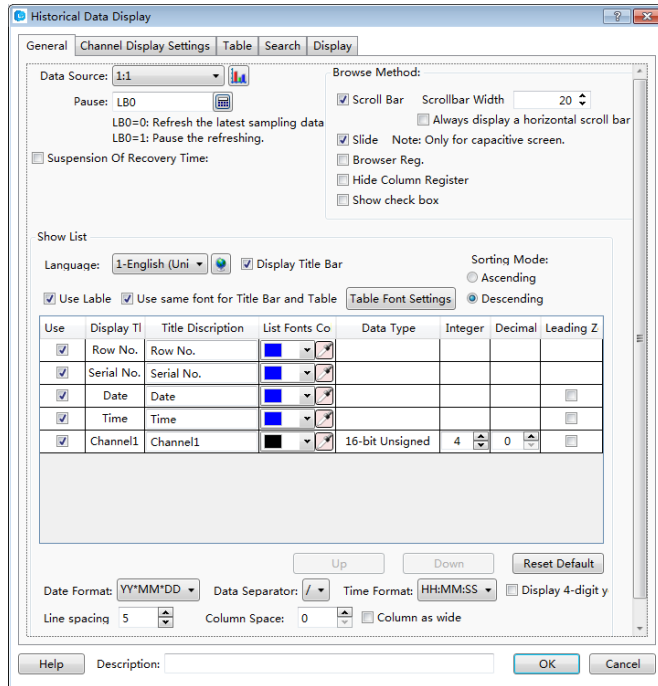 Historical Data Display
General Channel Display Settings Table Search Display
Data Source: 1:1
Pause: LB0
LB0=0: Refresh the latest sampling data
LB0=1: Pause the refreshing.
Suspension Of Recovery Time:
Browse Method:
Scroll Bar Scrollbar Width 20
Always display a horizontal scroll bar
Slide Note: Only for capacitive screen.
Browser Reg.
Hide Column Register
Show check box
Show List
Language: 1-English (Uni Display Title Bar
Sorting Mode:
Ascending
Use Lable Use same font for Title Bar and Table Table Font Settings Descending
Use Display Tl Title Discription List Fonts Co Data Type Integer Decimal Leading Z
Row No. Row No.
Serial No. Serial No.
Date Date
Time Time
Channel1 Channel1 16-bit Unsigned 4 0
Up Down Reset Default
Date Format: YY*MM*DD Data Separator: / Time Format: HH:MM:SS Display 4-digit y
Line spacing 5 Column Space: 0 Column as wide
Help Description: OK Cancel